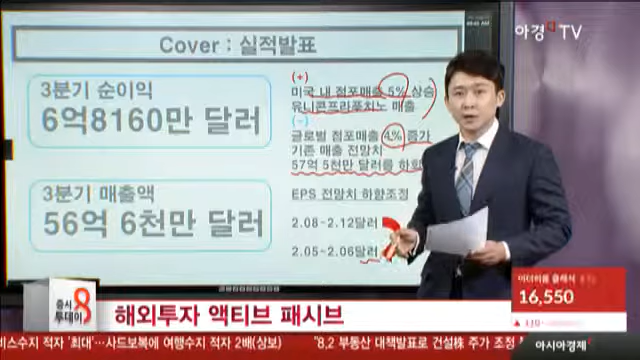 아경TV
Cover : 실적발표
3분기 순이익
6억8160만 달러
3분기 매출액
56억 6천만 달러
(+)
미국 내 점포매출 5% 상승
유니콘프라푸치노 매출
(-)
글로벌 점포매출 4% 증가
기존 매출 전망치
57억 5천만 달러를 하회
EPS 전망치 하향조정
2.08~2.12달러
2.05~2.06달러
16,550
증시
투데이
해외투자 액티브 패시브
비스수지 적자 '최대'…사드보복에 여행수지 적자 2배(상보)
"8.2 부동산 대책발표로 건설株 주가 조정
아시아경제